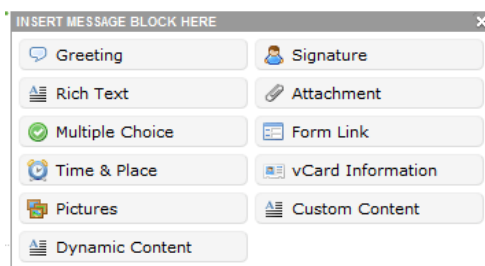 INSERT MESSAGE BLOCK HERE
Greeting
Signature
Rich Text
Attachment
Multiple Choice
Form Link
Time & Place
vCard Information
Pictures
Custom Content
Dynamic Content